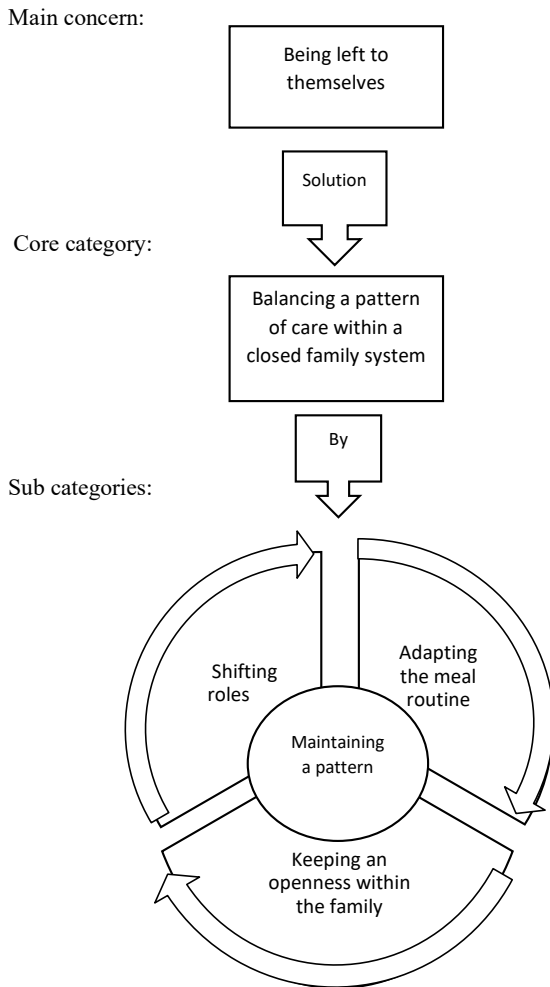 Main concern:
Being left to
themselves
Solution
Core category:
Balancing a pattern
of care within a
closed family system
By
Sub categories:
Shifting
roles
Adapting
the meal
routine
Maintaining
a pattern
Keeping an
openness within
the family